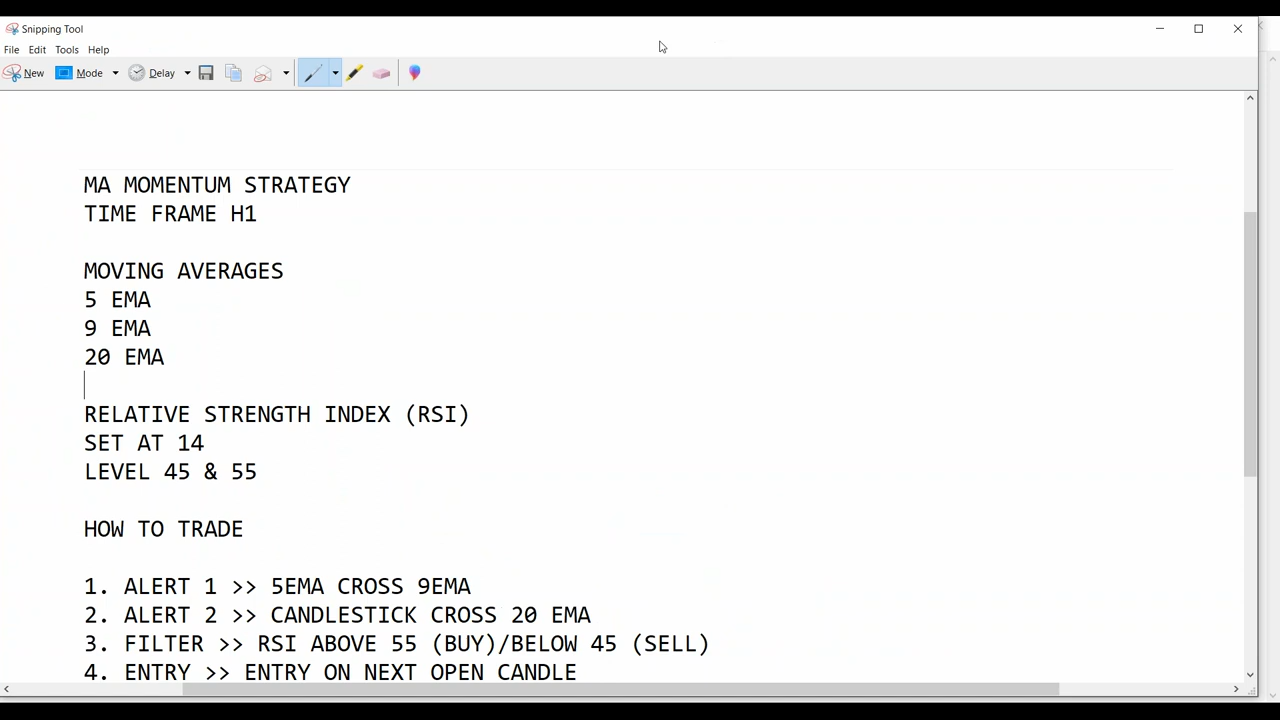 Snipping Tool
File Edit Tools Help
New Mode Delay
MA MOMENTUM STRATEGY
TIME FRAME H1
MOVING AVERAGES
5 EMA
9 EMA
20 EMA
RELATIVE STRENGTH INDEX (RSI)
SET AT 14
LEVEL 45 & 55
HOW TO TRADE
1. ALERT 1 >> 5EMA CROSS 9EMA
2. ALERT 2 >> CANDLESTICK CROSS 20 EMA
3. FILTER >> RSI ABOVE 55 (BUY)/BELOW 45 (SELL)
4. ENTRY >> ENTRY ON NEXT OPEN CANDLE